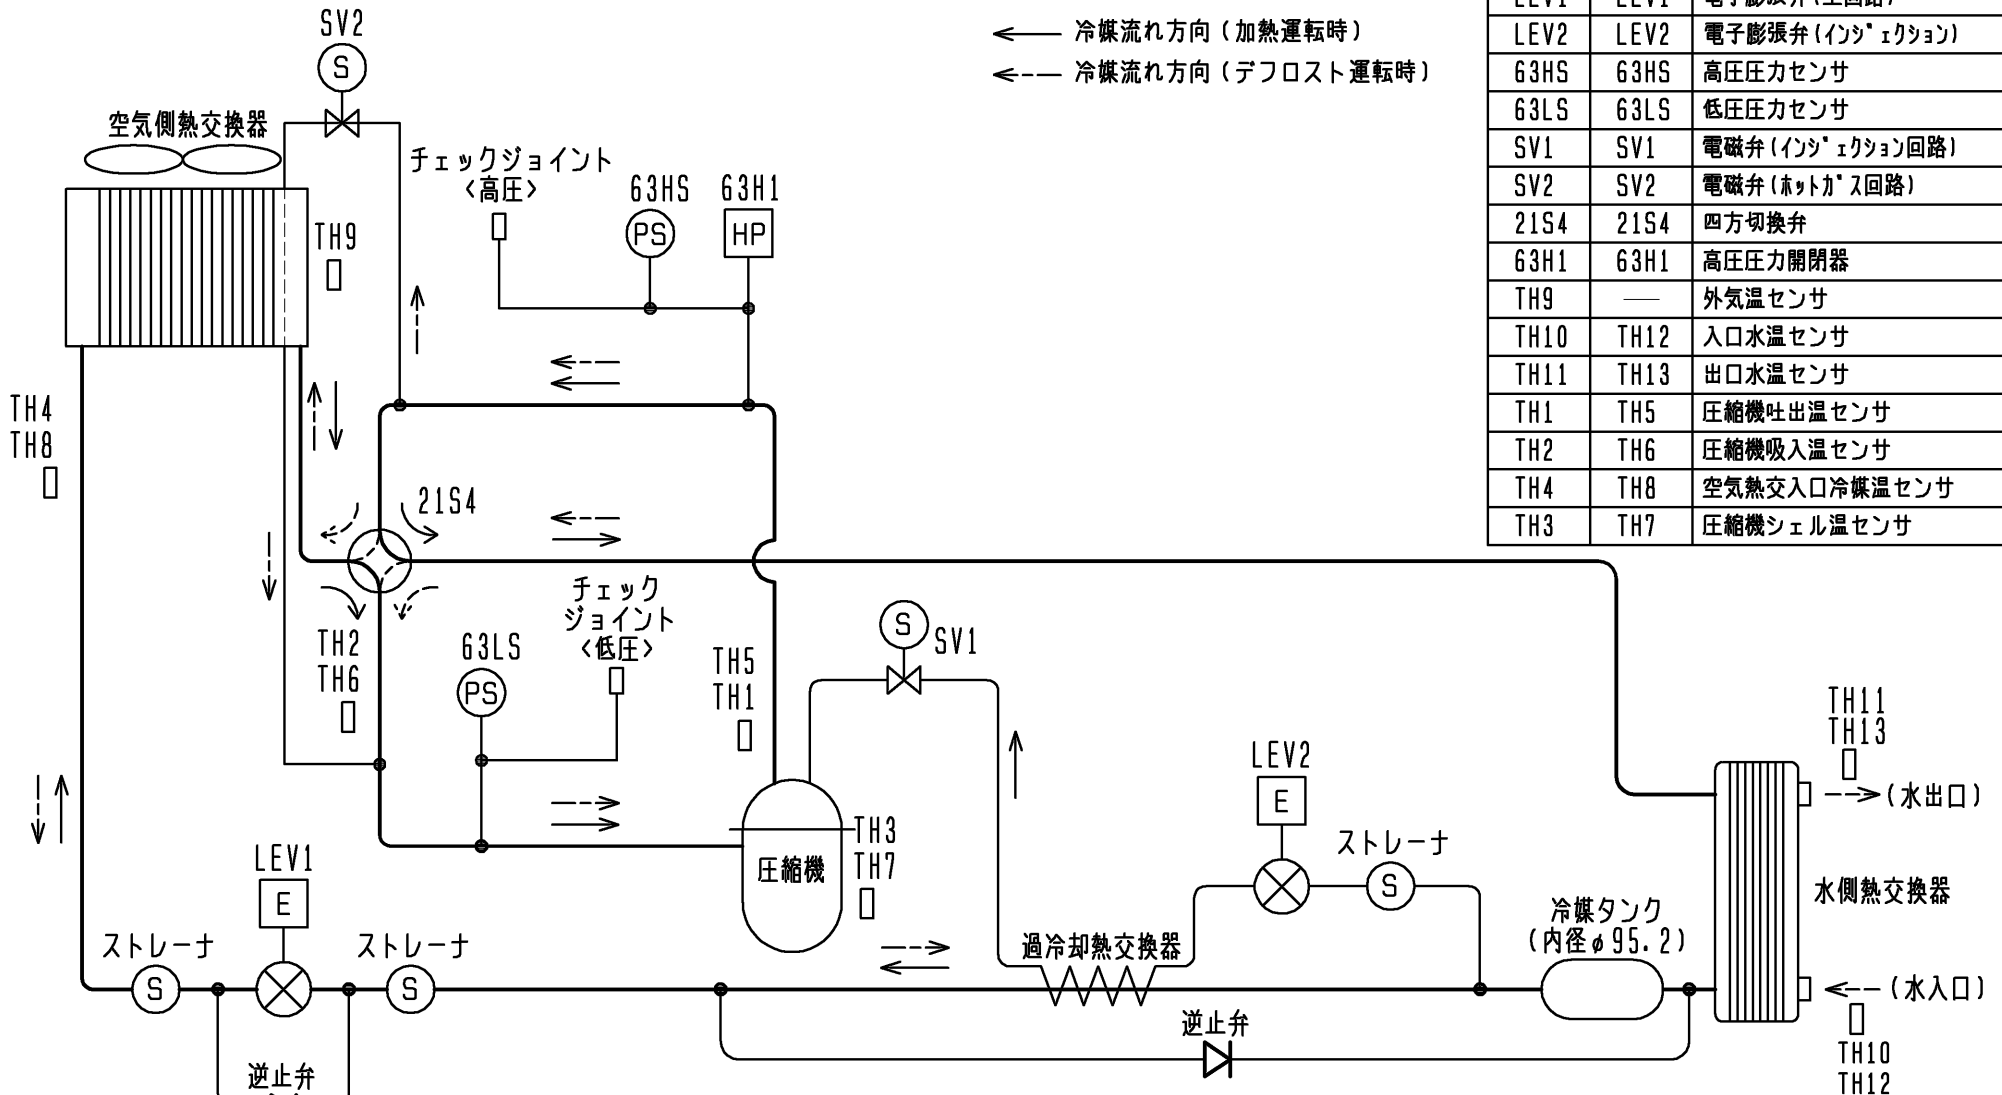 SV2
S
空気側熱交換器
冷媒流れ方向(加熱運転時)
冷媒流れ方向(デフロスト運転時)
チェックジョイント
<高圧>
63HS
PS
63H1
HP
TH9
TH4
TH8
21S4
TH2
TH6
63LS
PS
チェック
ジョイント
<低圧>
TH5
TH1
S
SV1
圧縮機
TH3
TH7
LEV2
E
ストレーナ
S
LEV1
E
ストレーナ
S
ストレーナ
S
逆止弁
過冷却熱交換器
逆止弁
冷媒タンク
(内径φ95.2)
TH11
TH13
(水出口)
水側熱交換器
(水入口)
TH10
TH12
LEV1 LEV1 電子膨張弁(主回路)
LEV2 LEV2 電子膨張弁(インジェクション)
63HS 63HS 高圧圧力センサ
63LS 63LS 低圧圧力センサ
SV1 SV1 電磁弁(インジェクション回路)
SV2 SV2 電磁弁(ホットガス回路)
21S4 21S4 四方切換弁
63H1 63H1 高圧圧力開閉器
TH9 — 外気温センサ
TH10 TH12 入口水温センサ
TH11 TH13 出口水温センサ
TH1 TH5 圧縮機吐出温センサ
TH2 TH6 圧縮機吸入温センサ
TH4 TH8 空気熱交入口冷媒温センサ
TH3 TH7 圧縮機シェル温センサ